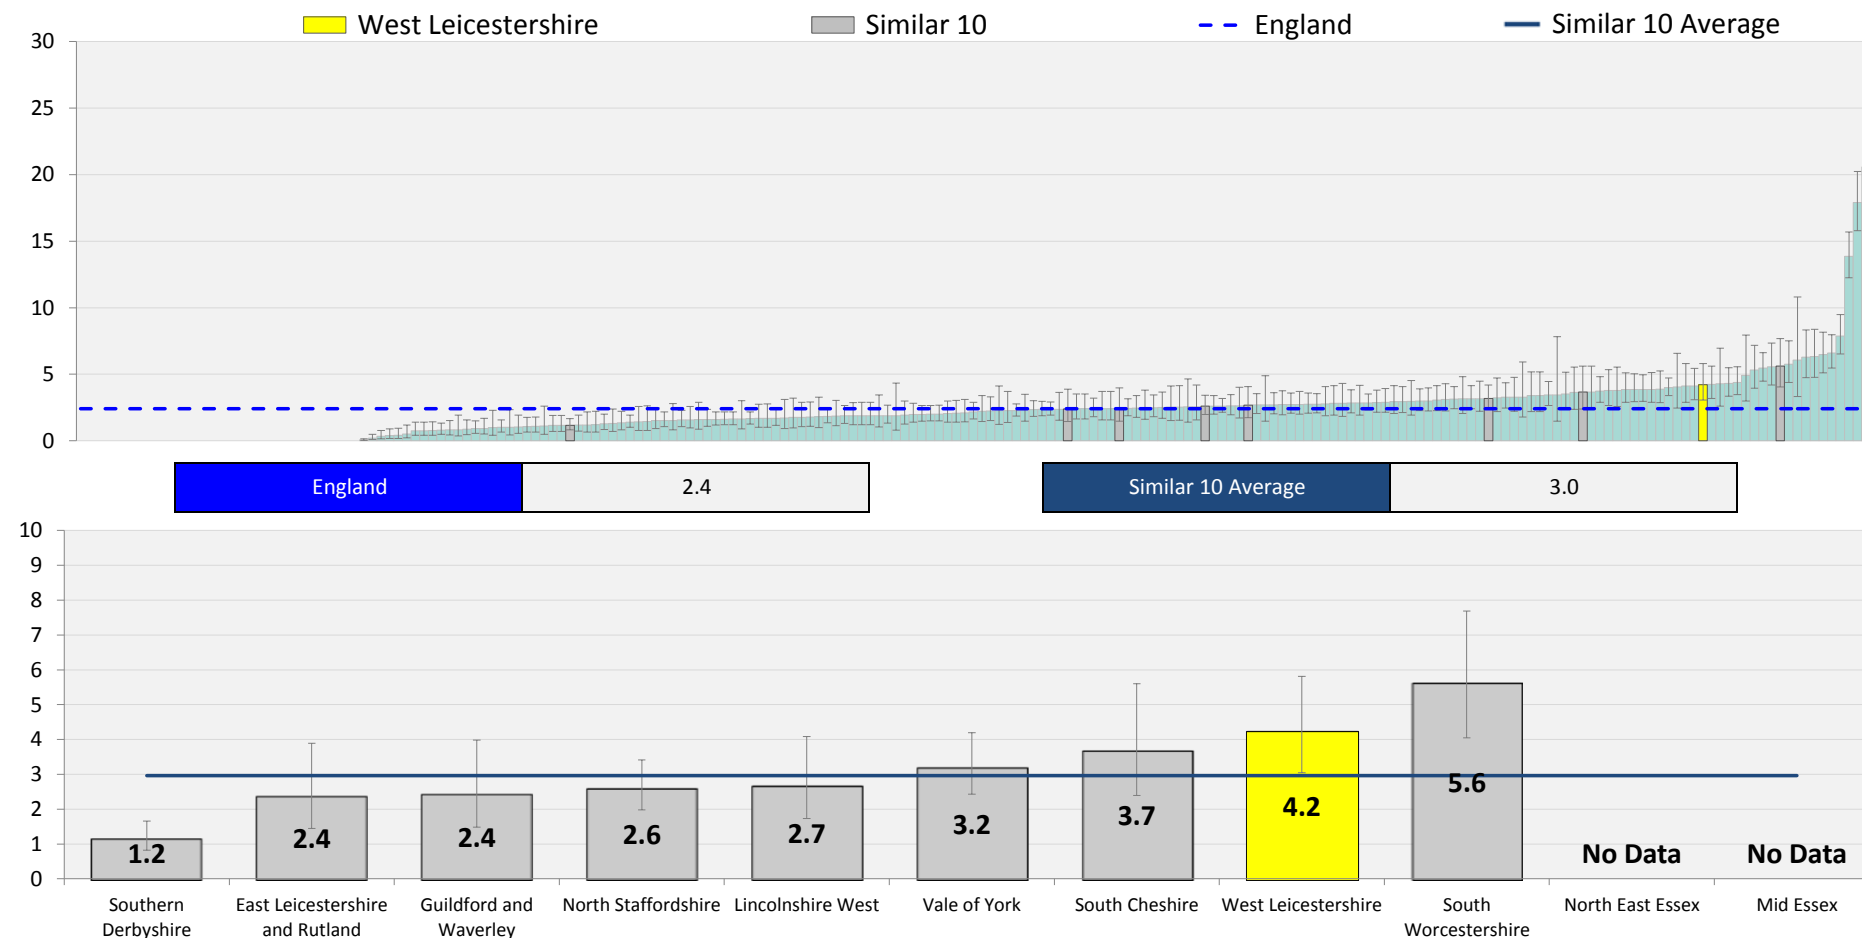 West Leicestershire
Similar 10
England
Similar 10 Average
30
25
20
15
10
5
0
England
2.4
Similar 10 Average
3.0
10
9
8
7
6
5
4
3
2
1
0
1.2
2.4
2.4
2.6
2.7
3.2
3.7
4.2
5.6
No Data
No Data
Southern
Derbyshire
East Leicestershire
and Rutland
Guildford and
Waverley
North Staffordshire
Lincolnshire West
Vale of York
South Cheshire
West Leicestershire
South
Worcestershire
North East Essex
Mid Essex